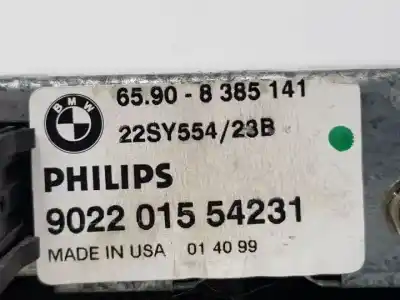 BMW
65.90 - 8 385 141
22SY554/23B
PHILIPS
9022 015 54231
MADE IN USA 01 40 99